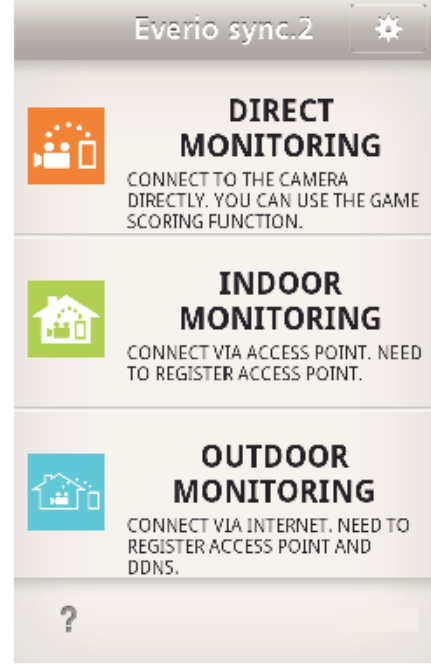 Everio sync.2
DIRECT
MONITORING
CONNECT TO THE CAMERA
DIRECTLY. YOU CAN USE THE GAME
SCORING FUNCTION.
INDOOR
MONITORING
CONNECT VIA ACCESS POINT. NEED
TO REGISTER ACCESS POINT.
OUTDOOR
MONITORING
CONNECT VIA INTERNET. NEED TO
REGISTER ACCESS POINT AND
DDNS.
?